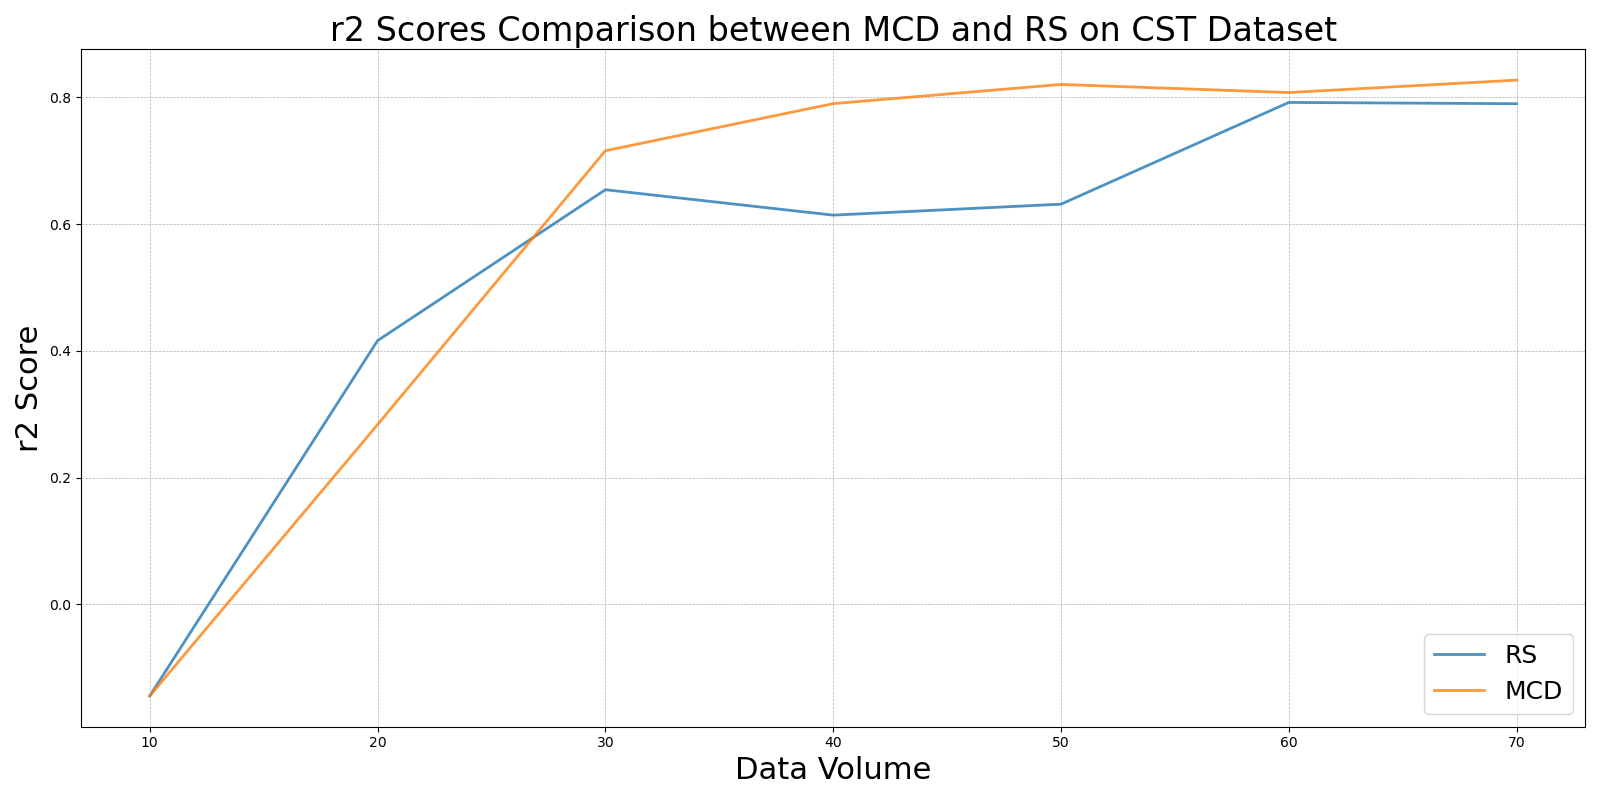 r2 Scores Comparison between MCD and RS on CST Dataset
r2 Score
0.8
0.6
0.4
0.2
0.0
10 20 30 40 50 60 70
Data Volume
RS
MCD